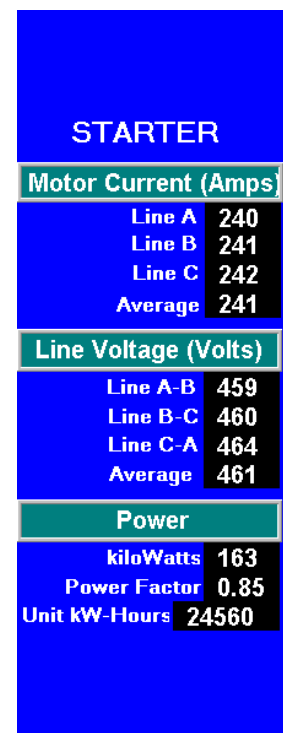 STARTER
Motor Current (Amps)
Line A 240
Line B 241
Line C 242
Average 241
Line Voltage (Volts)
Line A-B 459
Line B-C 460
Line C-A 464
Average 461
Power
kiloWatts 163
Power Factor 0.85
Unit kW-Hours 24560